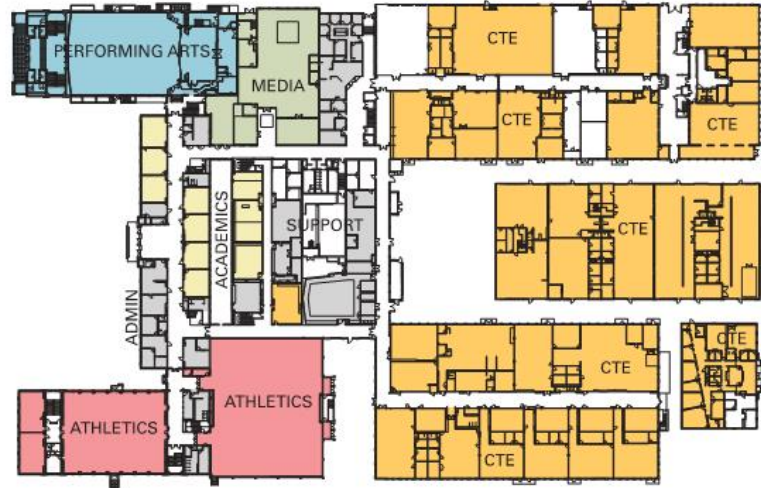 PERFORMING ARTS
MEDIA
CTE
CTE
CTE
ACADEMICS
SUPPORT
CTE
ADMIN
CTE
CTE
ATHLETICS
ATHLETICS
CTE